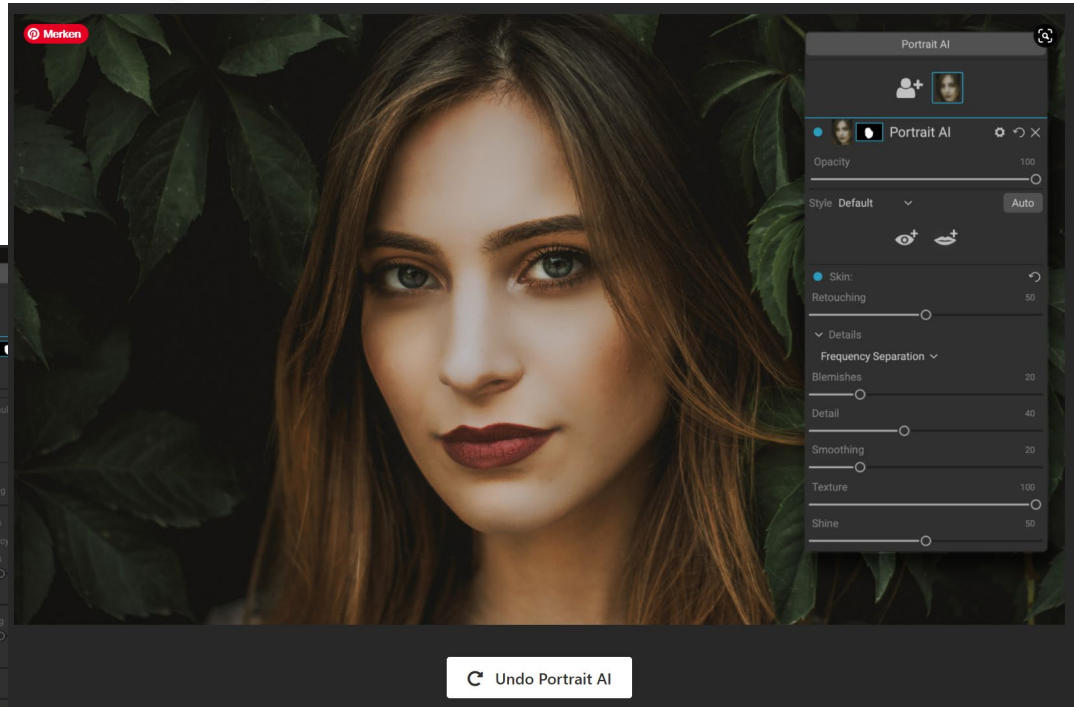 Merken
Portrait AI
Portrait AI
Opacity 100
Style Default
Auto
Skin:
Retouching 50
Details
Frequency Separation
Blemishes 20
Detail 40
Smoothing 20
Texture 100
Shine 50
Undo Portrait AI